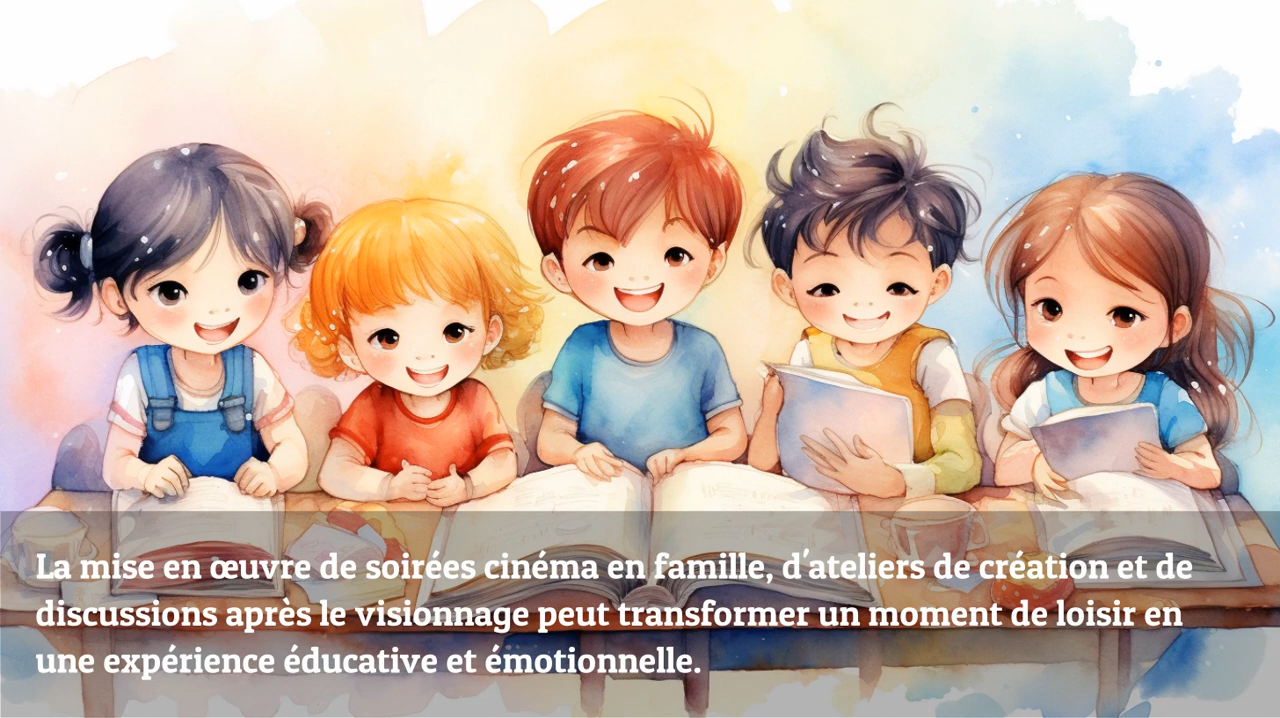 La mise en œuvre de soirées cinéma en famille, d'ateliers de création et de
discussions après le visionnage peut transformer un moment de loisir en
une expérience éducative et émotionnelle.